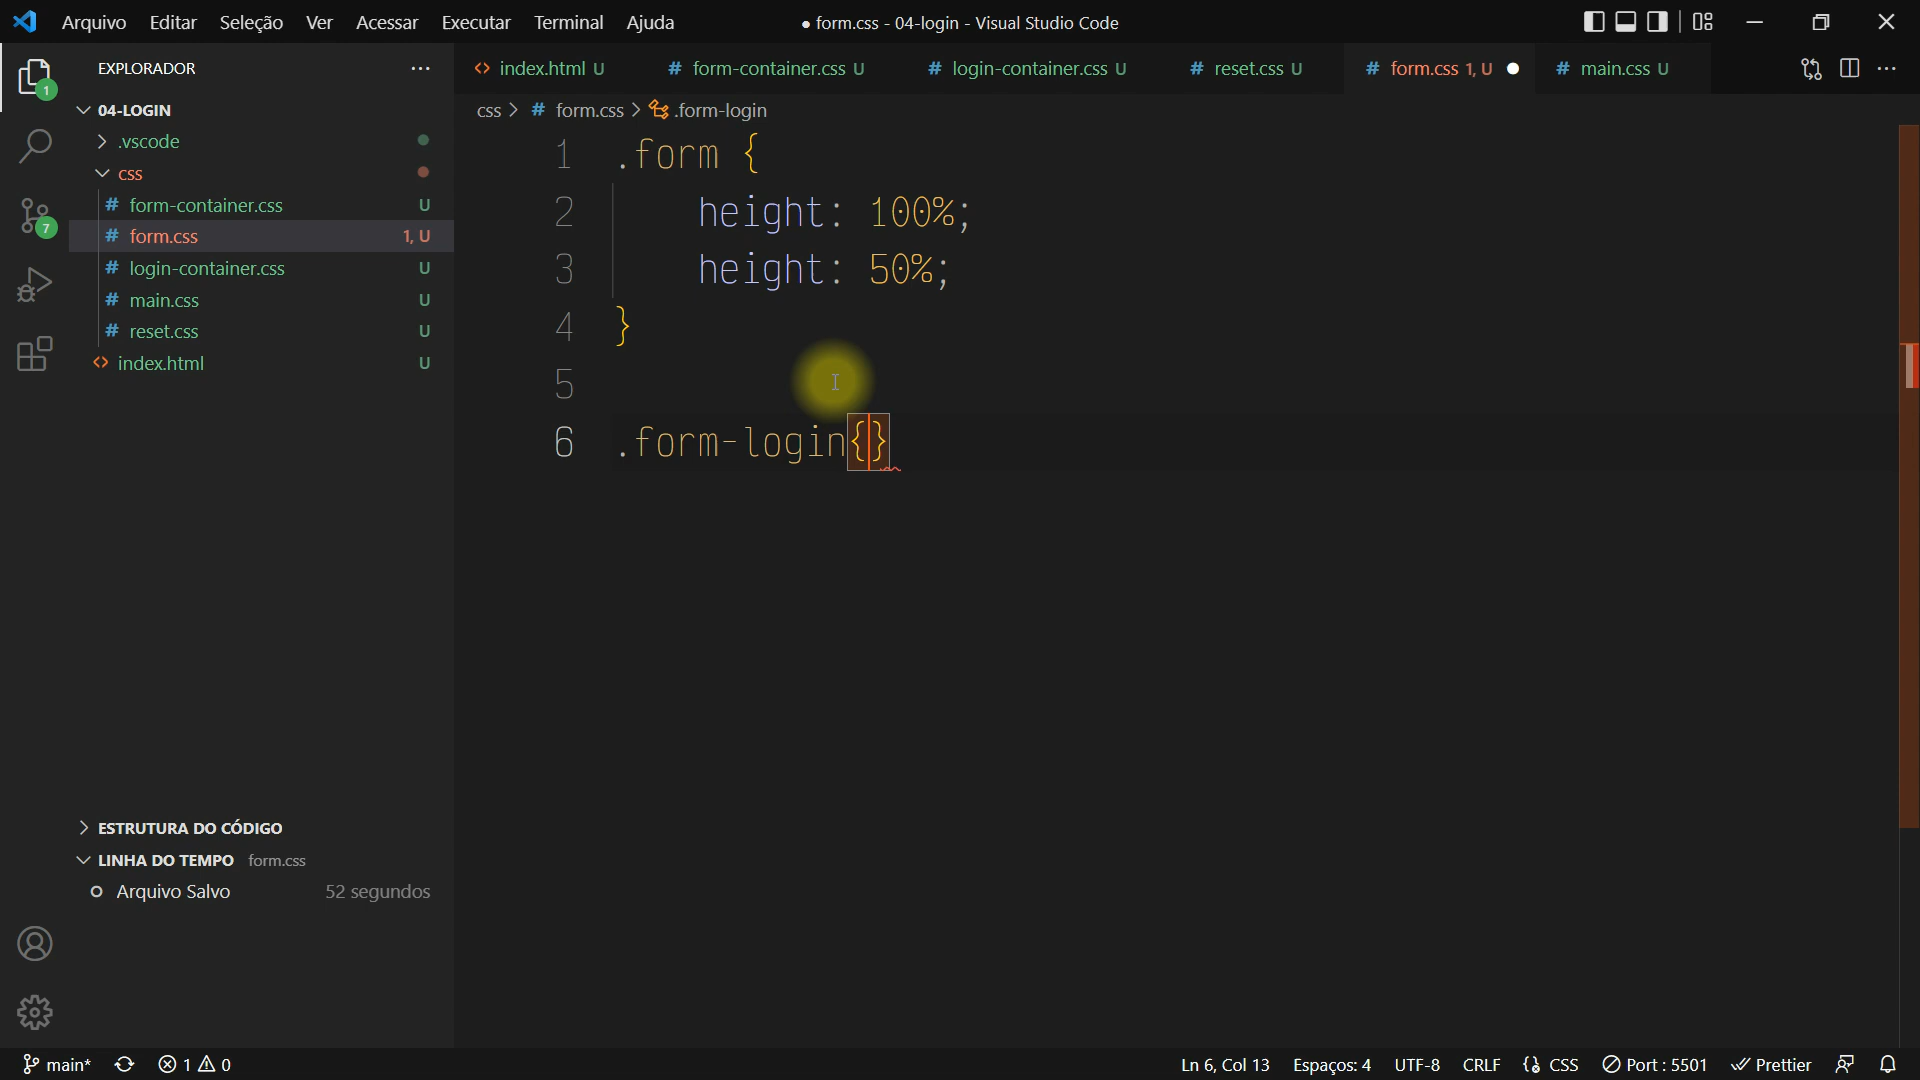 Arquivo Editar Seleção Ver Acessar Executar Terminal Ajuda
● form.css - 04-login - Visual Studio Code
EXPLORADOR
1
04-LOGIN
.vscode
css
# form-container.css U
7
# form.css 1, U
# login-container.css U
# main.css U
# reset.css U
<> index.html U
ESTRUTURA DO CÓDIGO
LINHA DO TEMPO form.css
Arquivo Salvo 52 segundos
<> index.html U # form-container.css U # login-container.css U # reset.css U # form.css 1, U ● # main.css U
css > # form.css > .form-login
1 .form {
2 height: 100%;
3 height: 50%;
4 }
5
6 .form-login{}
main* 1 0 Ln 6, Col 13 Espaços: 4 UTF-8 CRLF {} CSS Port : 5501 Prettier